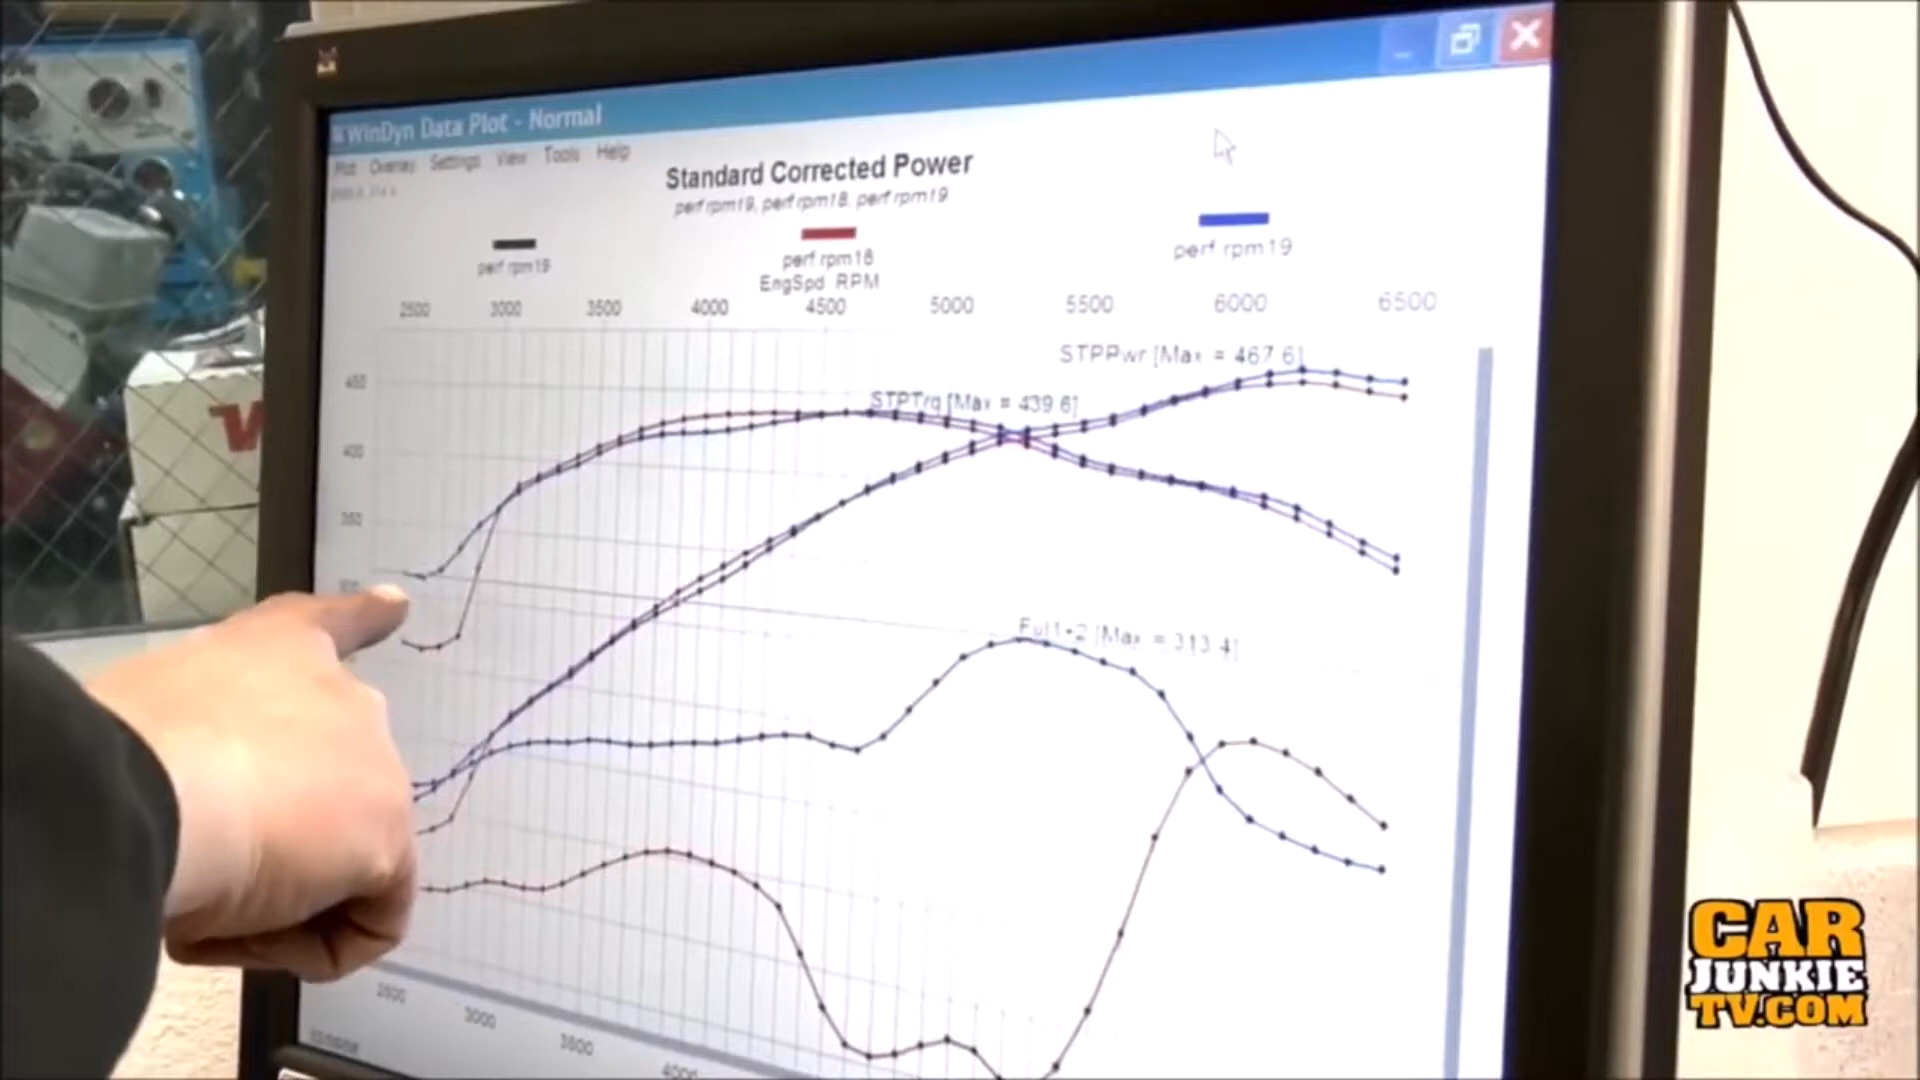 WinDyn Data Plot - Normal
Plot Overlay Settings View Tools Help
Standard Corrected Power
perf rpm19, perf rpm18, perf rpm19
perf rpm19
perf rpm18
perf rpm19
EngSpd RPM
2500 3000 3500 4000 4500 5000 5500 6000 6500
STPPwr [Max = 467.6]
450
STPTrq [Max = 439.6]
400
350
Ful1+2 [Max = 313.4]
2500
3000
3500
4000
CAR
JUNKIE
TV.COM